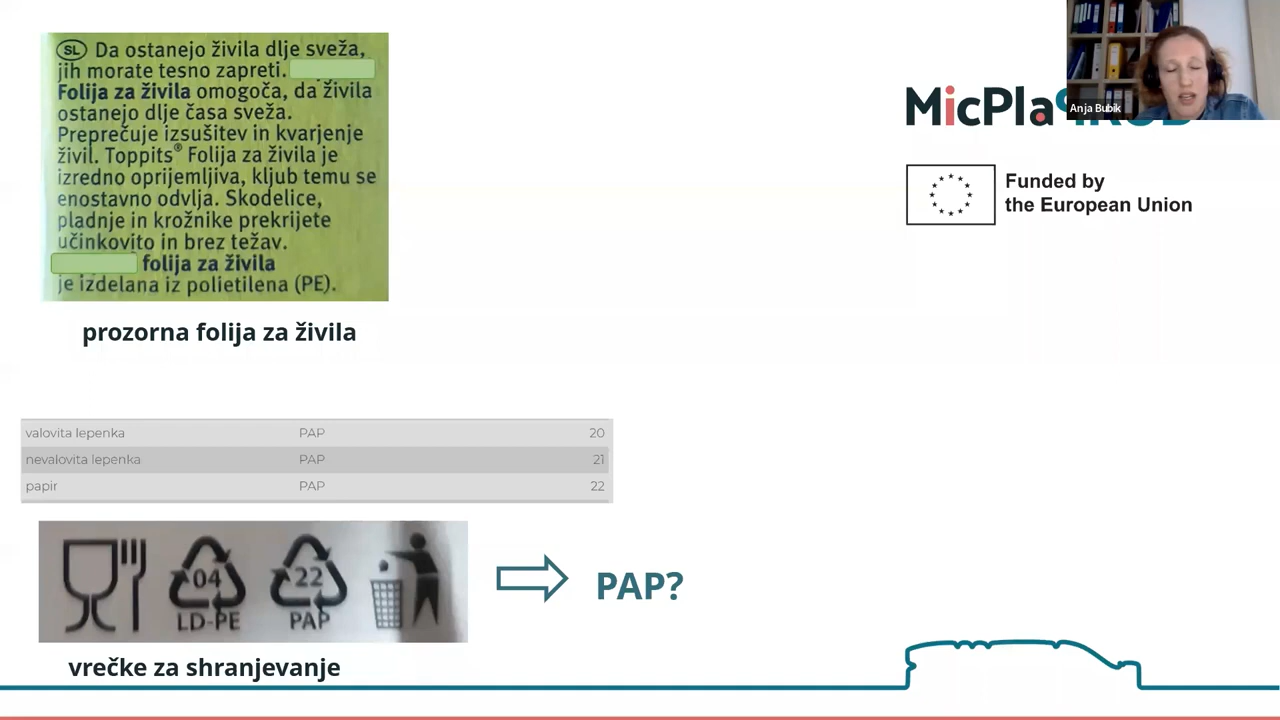 SL Da ostanejo živila dlje sveža,
jih morate tesno zapreti.
Folija za živila omogoča, da živila
ostanejo dlje časa sveža.
Preprečuje izsušitev in kvarjenje
živil. Toppits® Folija za živila je
izredno oprijemljiva, kljub temu se
enostavno odvija. Skodelice,
pladnje in krožnike prekrijete
učinkovito in brez težav.
folija za živila
je izdelana iz polietilena (PE).
prozorna folija za živila
Anja Bubik
Funded by
the European Union
valovita lepenka PAP 20
nevalovita lepenka PAP 21
papir PAP 22
04 22
LD-PE PAP
PAP?
vrečke za shranjevanje